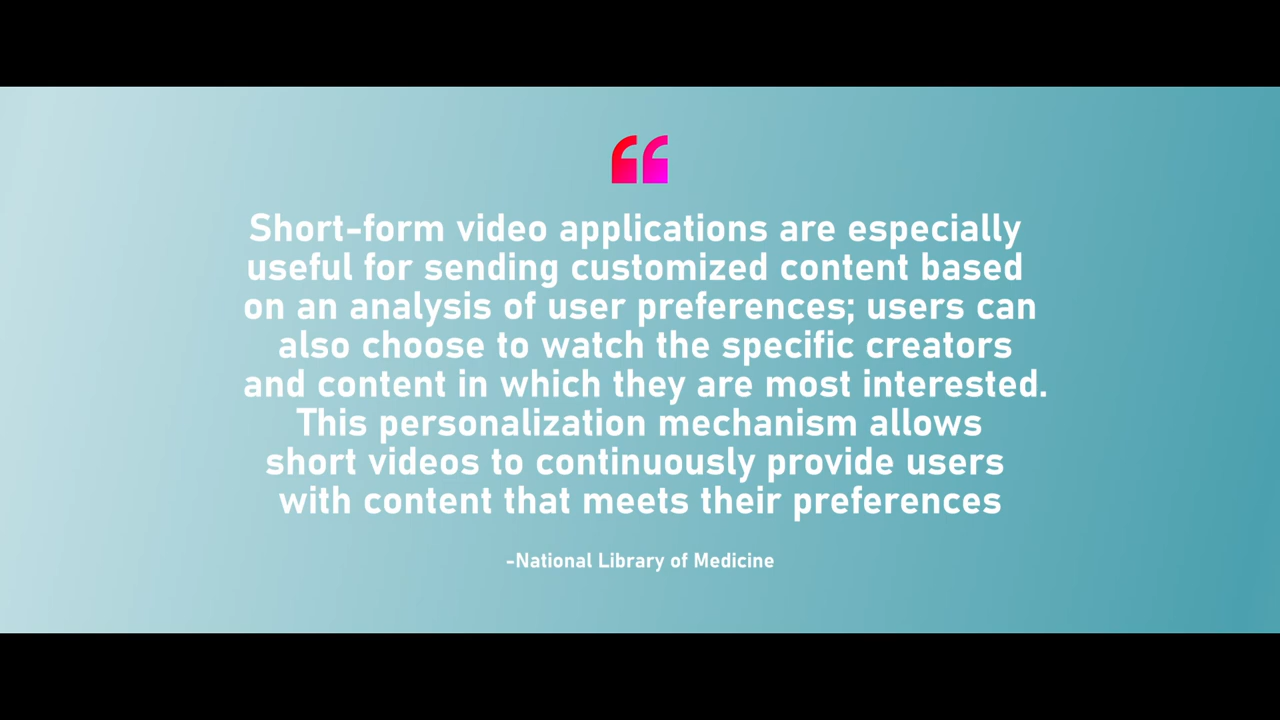 Short-form video applications are especially
useful for sending customized content based
on an analysis of user preferences; users can
also choose to watch the specific creators
and content in which they are most interested.
This personalization mechanism allows
short videos to continuously provide users
with content that meets their preferences
-National Library of Medicine